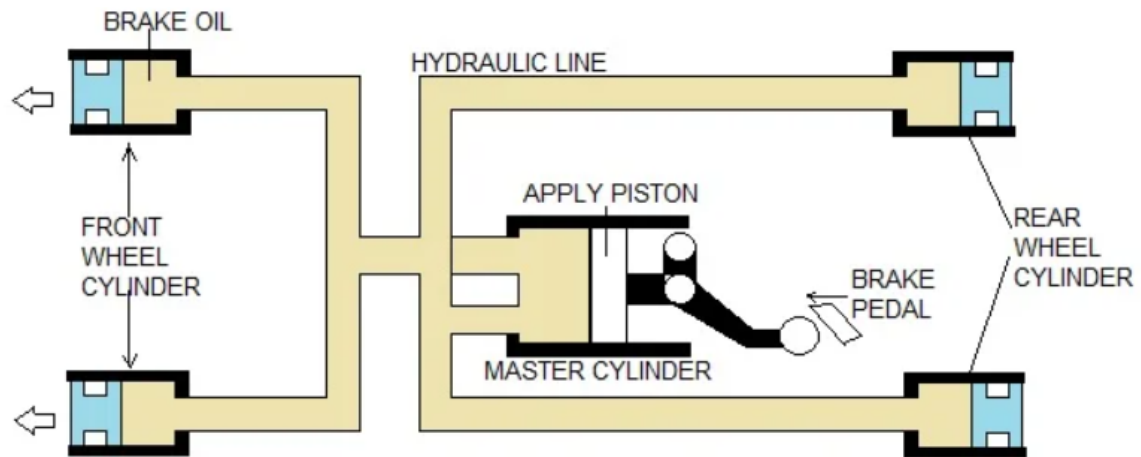 BRAKE OIL
HYDRAULIC LINE
APPLY PISTON
FRONT
WHEEL
CYLINDER
REAR
WHEEL
CYLINDER
BRAKE
PEDAL
MASTER CYLINDER